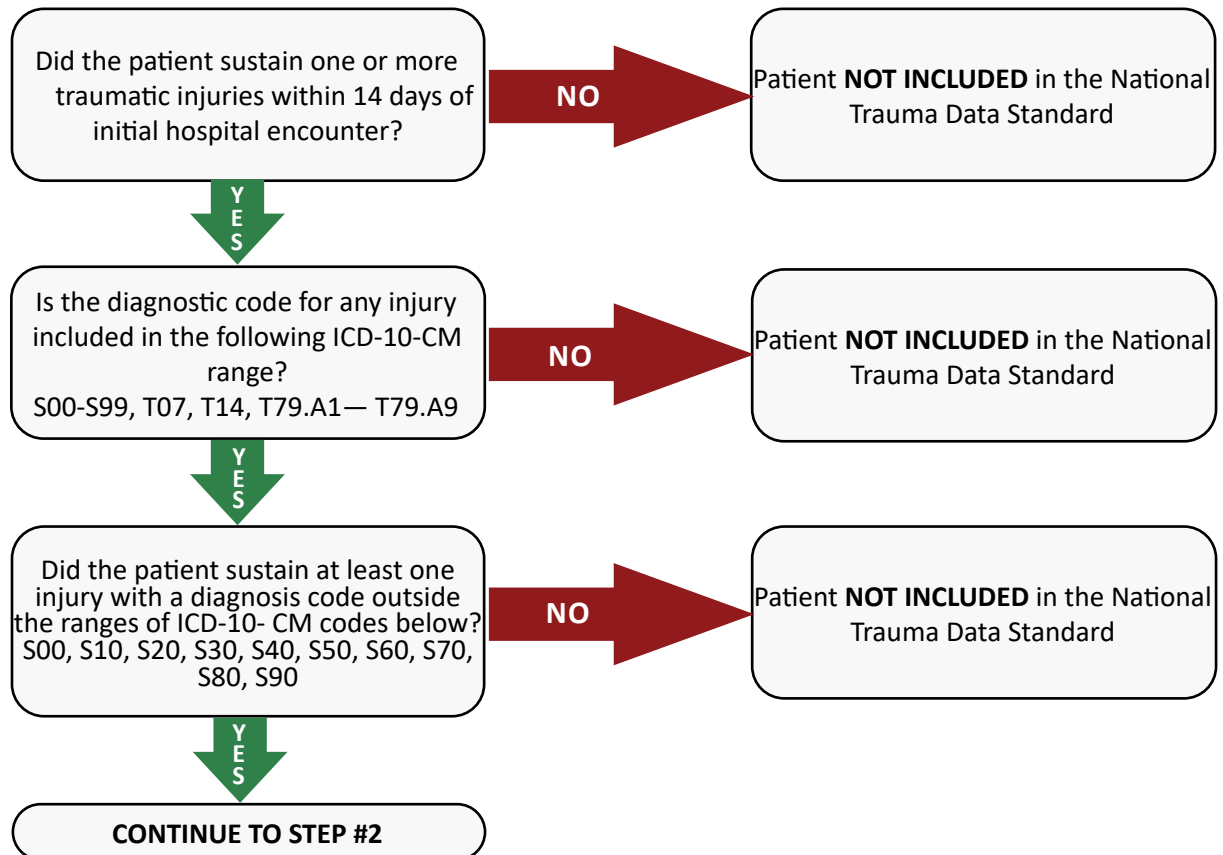 Did the patient sustain one or more
traumatic injuries within 14 days of
initial hospital encounter?
NO
Patient NOT INCLUDED in the National
Trauma Data Standard
YES
Is the diagnostic code for any injury
included in the following ICD-10-CM
range?
S00-S99, T07, T14, T79.A1— T79.A9
NO
Patient NOT INCLUDED in the National
Trauma Data Standard
YES
Did the patient sustain at least one
injury with a diagnosis code outside
the ranges of ICD-10- CM codes below?
S00, S10, S20, S30, S40, S50, S60, S70,
S80, S90
NO
Patient NOT INCLUDED in the National
Trauma Data Standard
YES
CONTINUE TO STEP #2